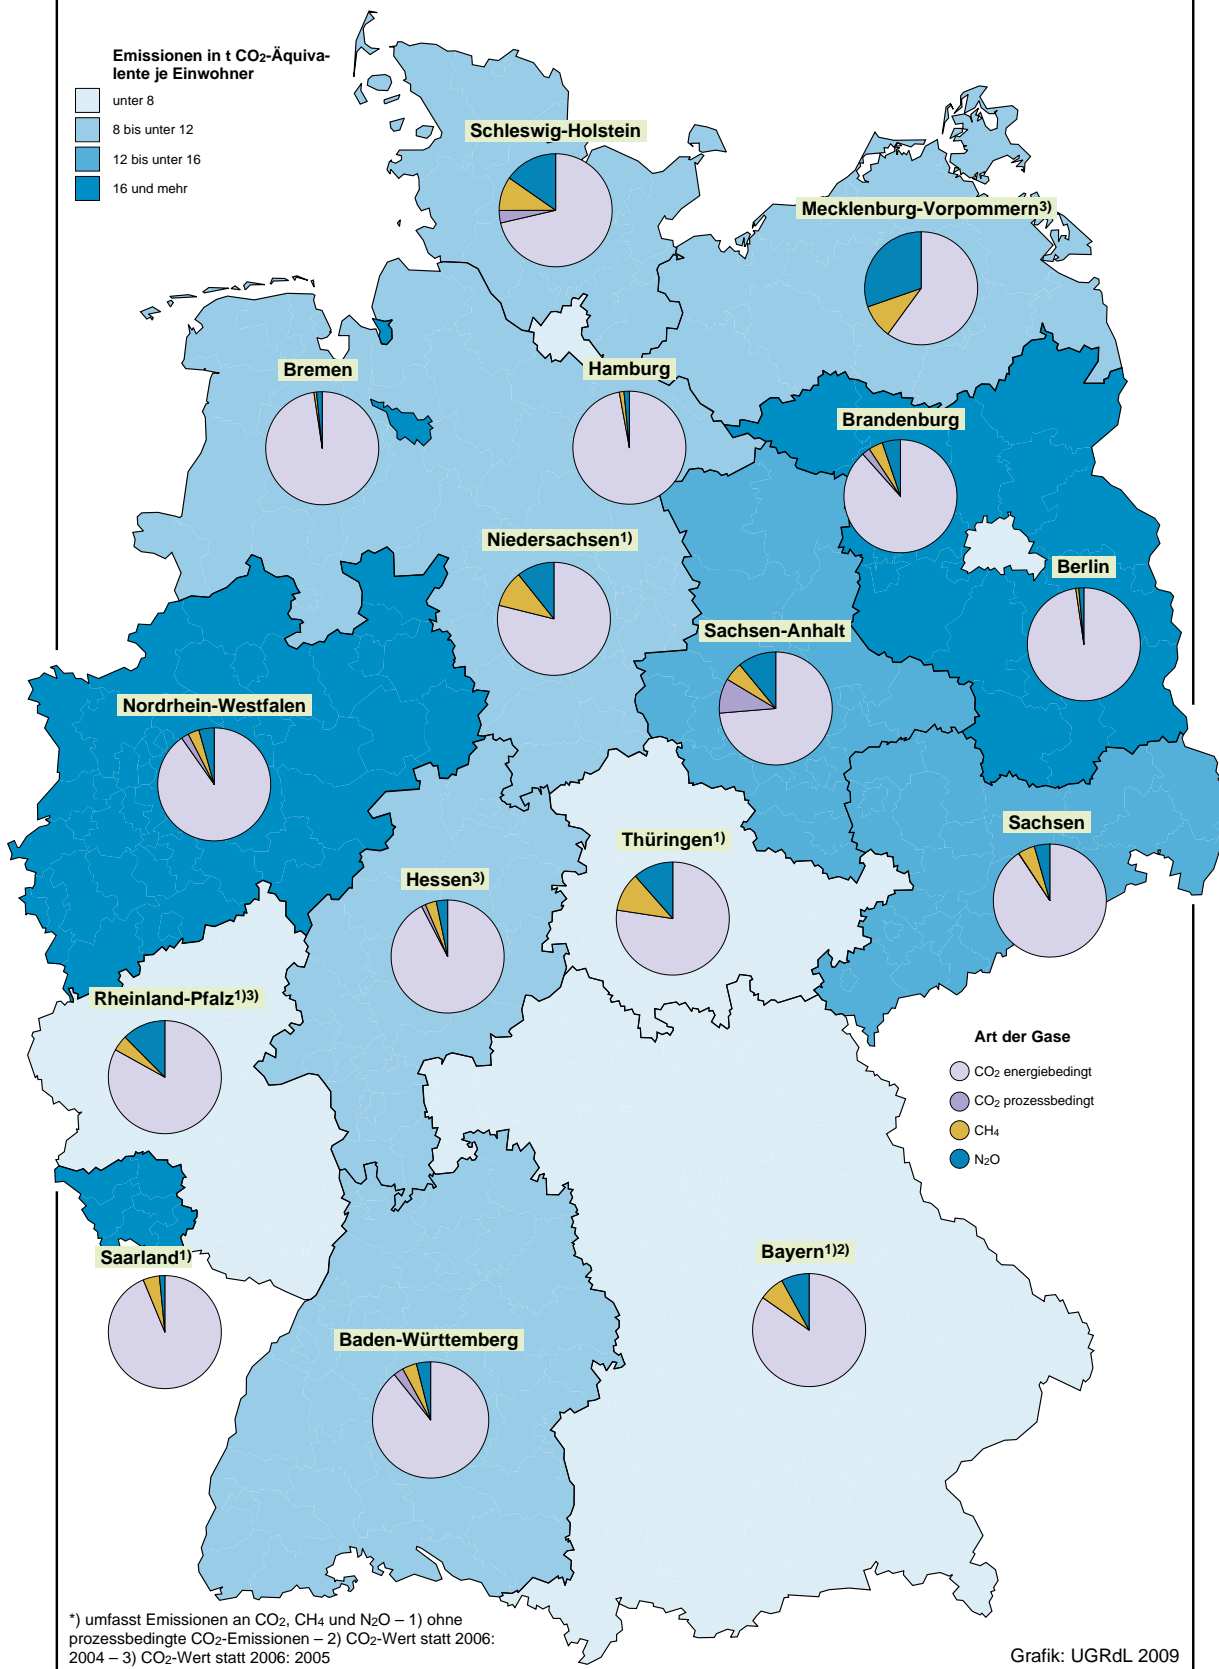 Emissionen in t CO₂-Äquiva-
lente je Einwohner
unter 8
8 bis unter 12
12 bis unter 16
16 und mehr
Schleswig-Holstein
Mecklenburg-Vorpommern³⁾
Bremen
Hamburg
Brandenburg
Niedersachsen¹⁾
Berlin
Sachsen-Anhalt
Nordrhein-Westfalen
Sachsen
Thüringen¹⁾
Hessen³⁾
Rheinland-Pfalz¹⁾³⁾
Art der Gase
CO₂ energiebedingt
CO₂ prozessbedingt
CH₄
N₂O
Saarland¹⁾
Bayern¹⁾²⁾
Baden-Württemberg
*) umfasst Emissionen an CO₂, CH₄ und N₂O – 1) ohne
prozessbedingte CO₂-Emissionen – 2) CO₂-Wert statt 2006:
2004 – 3) CO₂-Wert statt 2006: 2005
Grafik: UGRdL 2009